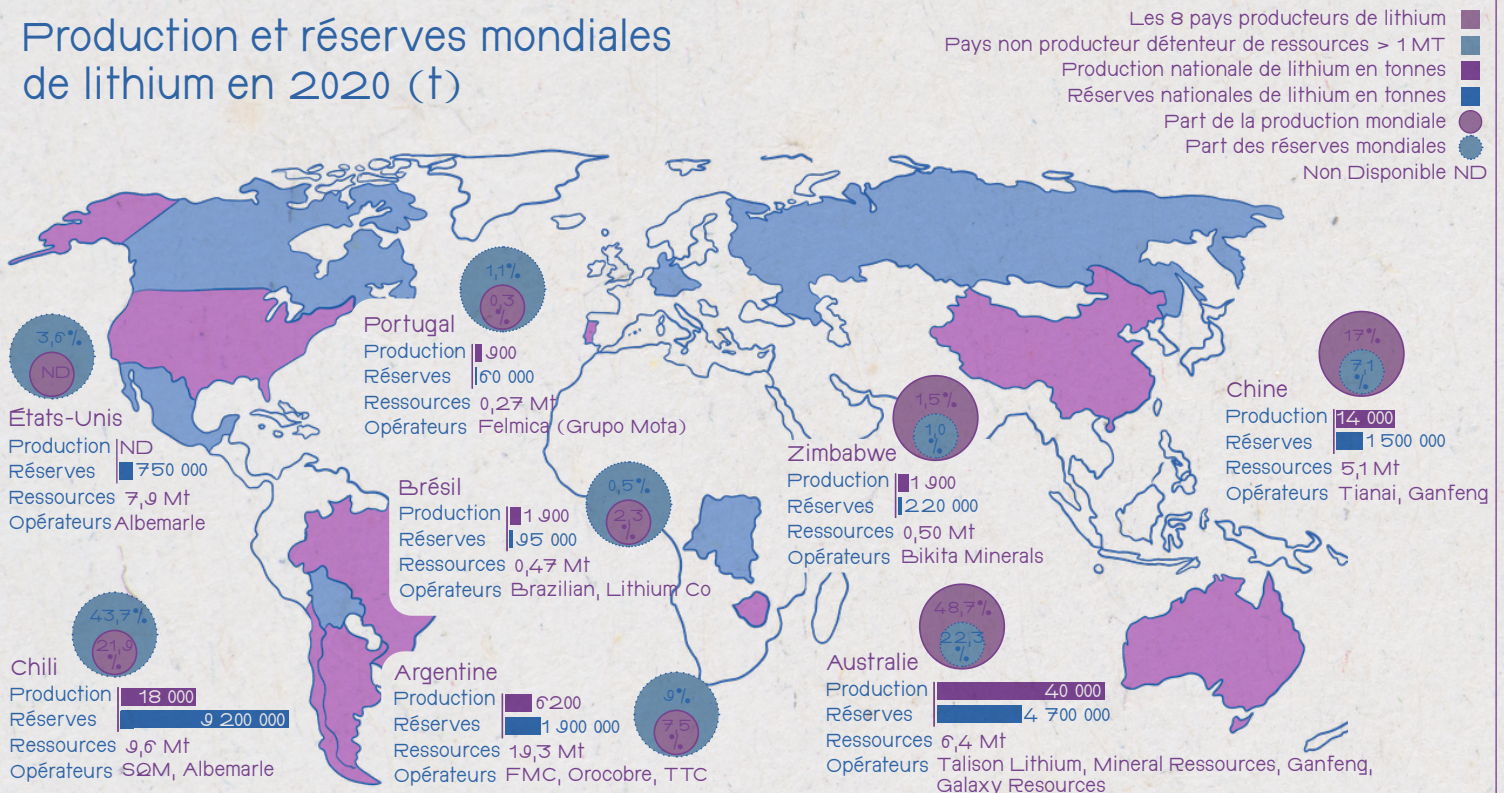 Production et réserves mondiales
de lithium en 2020 (t)
Les 8 pays producteurs de lithium
Pays non producteur détenteur de ressources > 1 MT
Production nationale de lithium en tonnes
Réserves nationales de lithium en tonnes
Part de la production mondiale
Part des réserves mondiales
Non Disponible ND
3,6%
ND
États-Unis
Production ND
Réserves 750 000
Ressources 7,9 Mt
Opérateurs Albemarle
1,1%
0,3
%
Portugal
Production 900
Réserves 60 000
Ressources 0,27 Mt
Opérateurs Felmica (Grupo Mota)
0,5%
2,3
%
Brésil
Production 1 900
Réserves 95 000
Ressources 0,47 Mt
Opérateurs Brazilian, Lithium Co
1,5%
1,0
%
Zimbabwe
Production 1 900
Réserves 220 000
Ressources 0,50 Mt
Opérateurs Bikita Minerals
17%
7,1
%
Chine
Production 14 000
Réserves 1 500 000
Ressources 5,1 Mt
Opérateurs Tianai, Ganfeng
43,7%
21,9
%
Chili
Production 18 000
Réserves 9 200 000
Ressources 9,6 Mt
Opérateurs SQM, Albemarle
9%
7,5
%
Argentine
Production 6200
Réserves 1 900 000
Ressources 19,3 Mt
Opérateurs FMC, Orocobre, TTC
48,7%
22,3
%
Australie
Production 40 000
Réserves 4 700 000
Ressources 6,4 Mt
Opérateurs Talison Lithium, Mineral Ressources, Ganfeng,
Galaxy Resources